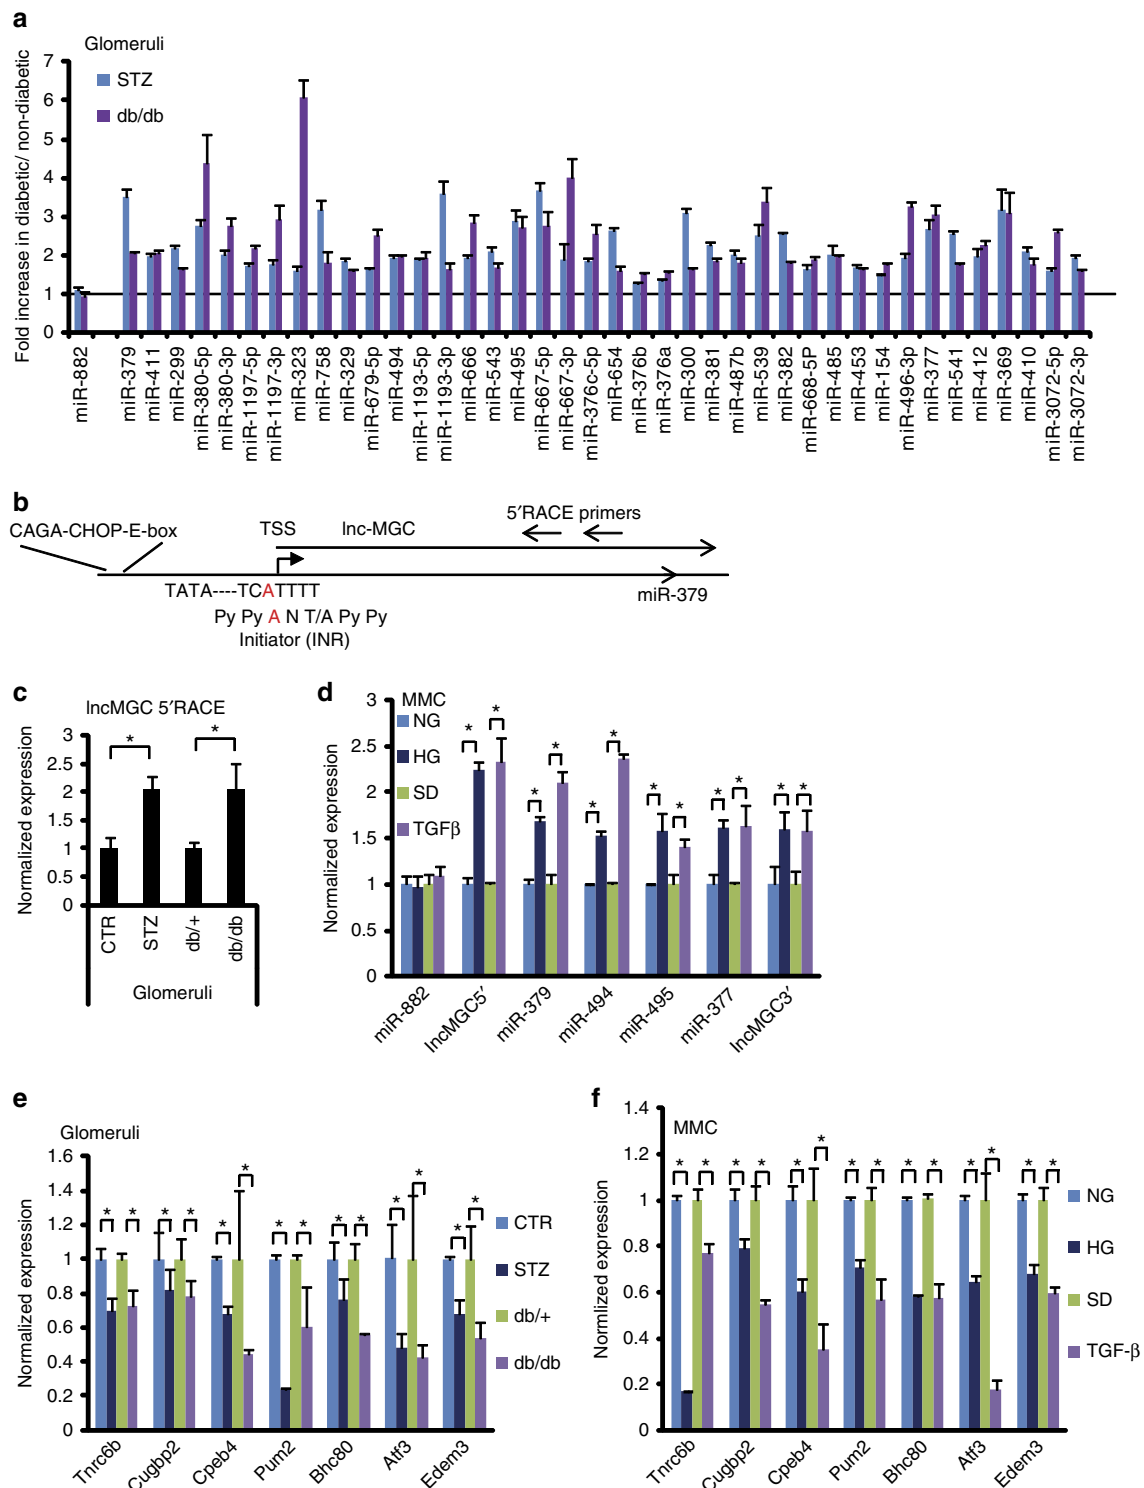 a
Glomeruli
STZ
db/db
Fold increase in diabetic/ non-diabetic
7
6
5
4
3
2
1
0
miR-882
miR-379
miR-411
miR-299
miR-380-5p
miR-380-3p
miR-1197-5p
miR-1197-3p
miR-323
miR-758
miR-329
miR-679-5p
miR-494
miR-1193-5p
miR-1193-3p
miR-666
miR-543
miR-495
miR-667-5p
miR-667-3p
miR-376c-5p
miR-654
miR-376b
miR-376a
miR-300
miR-381
miR-487b
miR-539
miR-382
miR-668-5P
miR-485
miR-453
miR-154
miR-496-3p
miR-377
miR-541
miR-412
miR-369
miR-410
miR-3072-5p
miR-3072-3p
b
CAGA-CHOP-E-box
TSS
lnc-MGC
5′RACE primers
TATA----TCATTTT
miR-379
Py Py A N T/A Py Py
Initiator (INR)
c
lncMGC 5′RACE
Normalized expression
3
2.5
2
1.5
1
0.5
0
* *
CTR
STZ
db/+
db/db
Glomeruli
d
MMC
NG
HG
SD
TGFβ
Normalized expression
3
2.5
2
1.5
1
0.5
0
* * * * * * * * * * * *
miR-882
lncMGC5′
miR-379
miR-494
miR-495
miR-377
lncMGC3′
e
Glomeruli
Normalized expression
1.6
1.4
1.2
1
0.8
0.6
0.4
0.2
0
* * * * * * * * * * * * * *
CTR
STZ
db/+
db/db
Tnrc6b
Cugbp2
Cpeb4
Pum2
Bhc80
Atf3
Edem3
f
MMC
Normlized expression
1.4
1.2
1
0.8
0.6
0.4
0.2
0
* * * * * * * * * * * * * *
NG
HG
SD
TGF-β
Tnrc6b
Cugbp2
Cpeb4
Pum2
Bhc80
Atf3
Edem3